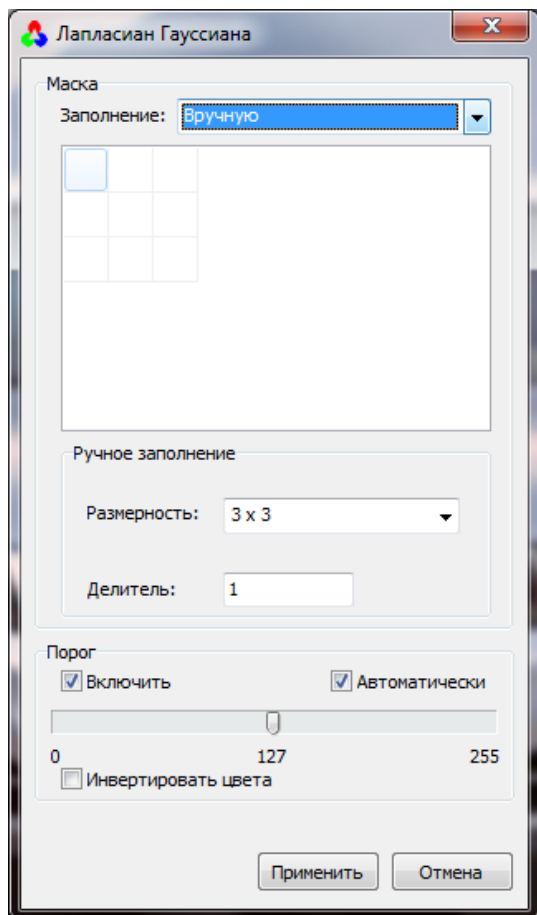 Лапласиан Гауссиана
Маска
Заполнение: Вручную
Ручное заполнение
Размерность: 3 x 3
Делитель: 1
Порог
Включить Автоматически
0 127 255
Инвертировать цвета
Применить Отмена